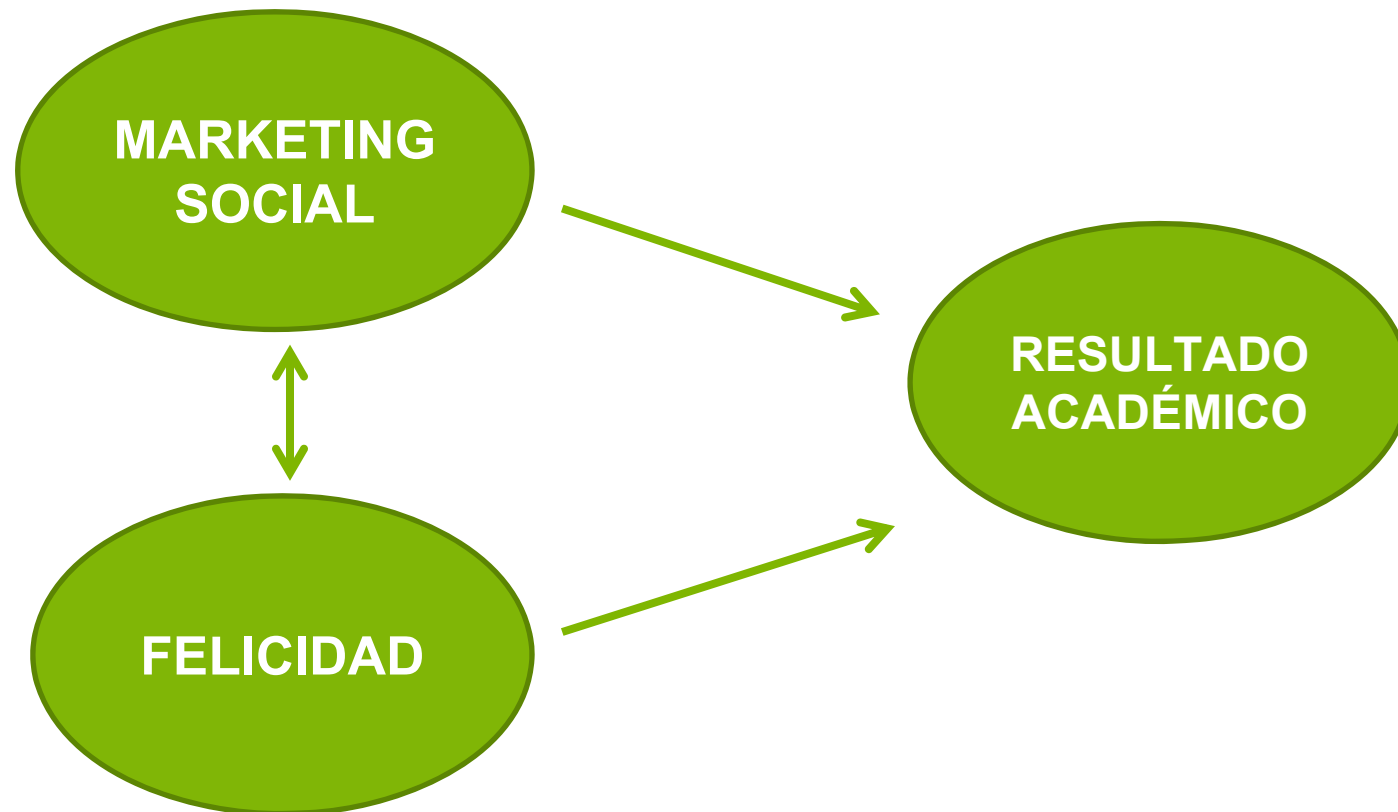 MARKETING
SOCIAL
RESULTADO
ACADÉMICO
FELICIDAD